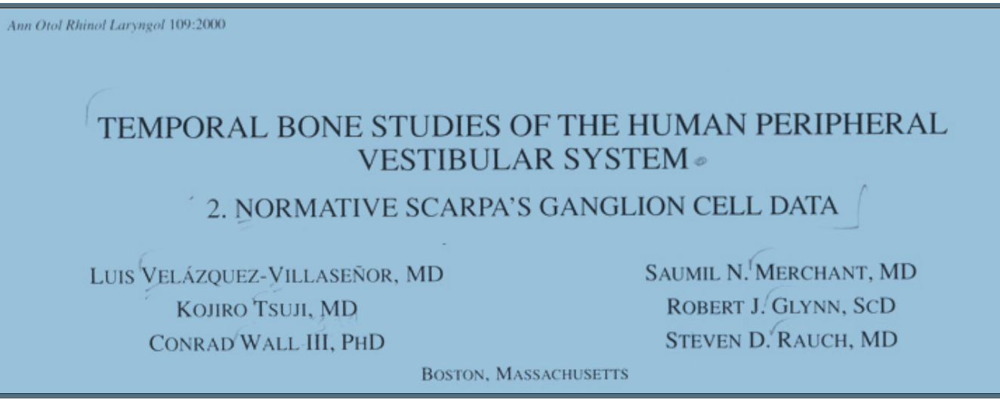 Ann Otol Rhinol Laryngol 109:2000
TEMPORAL BONE STUDIES OF THE HUMAN PERIPHERAL
VESTIBULAR SYSTEM
2. NORMATIVE SCARPA'S GANGLION CELL DATA
LUIS VELÁZQUEZ-VILLASEÑOR, MD
KOJIRO TSUJI, MD
CONRAD WALL III, PHD
SAUMIL N. MERCHANT, MD
ROBERT J. GLYNN, SCD
STEVEN D. RAUCH, MD
BOSTON, MASSACHUSETTS